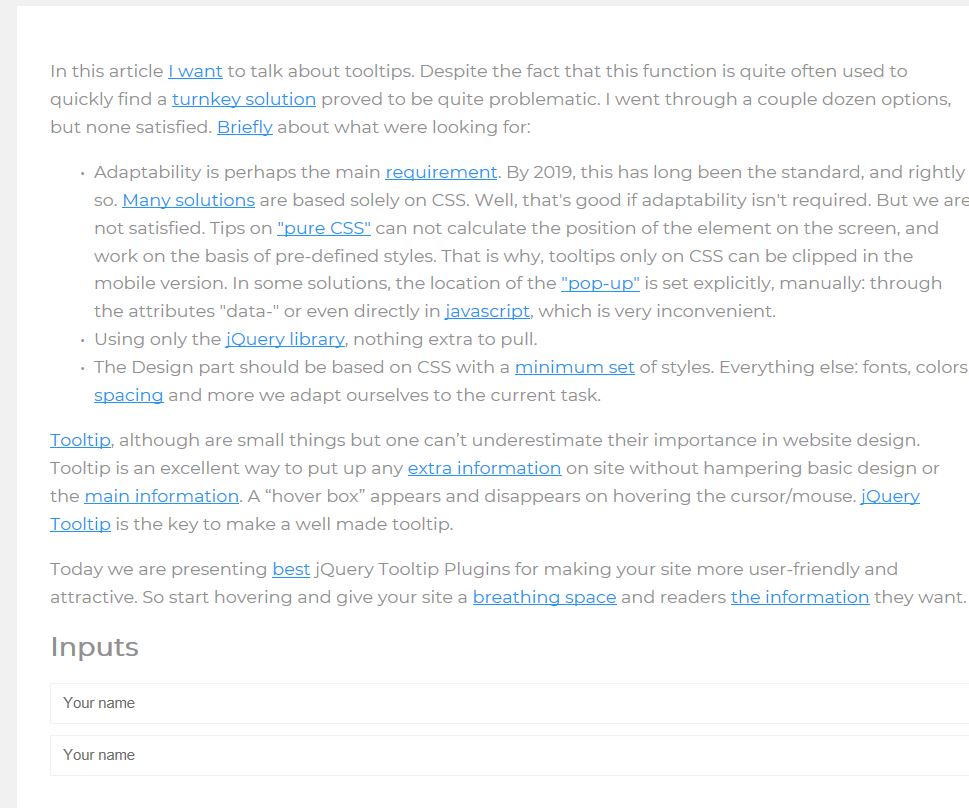 In this article I want to talk about tooltips. Despite the fact that this function is quite often used to
quickly find a turnkey solution proved to be quite problematic. I went through a couple dozen options,
but none satisfied. Briefly about what were looking for:
• Adaptability is perhaps the main requirement. By 2019, this has long been the standard, and rightly
so. Many solutions are based solely on CSS. Well, that's good if adaptability isn't required. But we are
not satisfied. Tips on "pure CSS" can not calculate the position of the element on the screen, and
work on the basis of pre-defined styles. That is why, tooltips only on CSS can be clipped in the
mobile version. In some solutions, the location of the "pop-up" is set explicitly, manually: through
the attributes "data-" or even directly in javascript, which is very inconvenient.
• Using only the jQuery library, nothing extra to pull.
• The Design part should be based on CSS with a minimum set of styles. Everything else: fonts, colors
spacing and more we adapt ourselves to the current task.
Tooltip, although are small things but one can’t underestimate their importance in website design.
Tooltip is an excellent way to put up any extra information on site without hampering basic design or
the main information. A “hover box” appears and disappears on hovering the cursor/mouse. jQuery
Tooltip is the key to make a well made tooltip.
Today we are presenting best jQuery Tooltip Plugins for making your site more user-friendly and
attractive. So start hovering and give your site a breathing space and readers the information they want.
Inputs
Your name
Your name